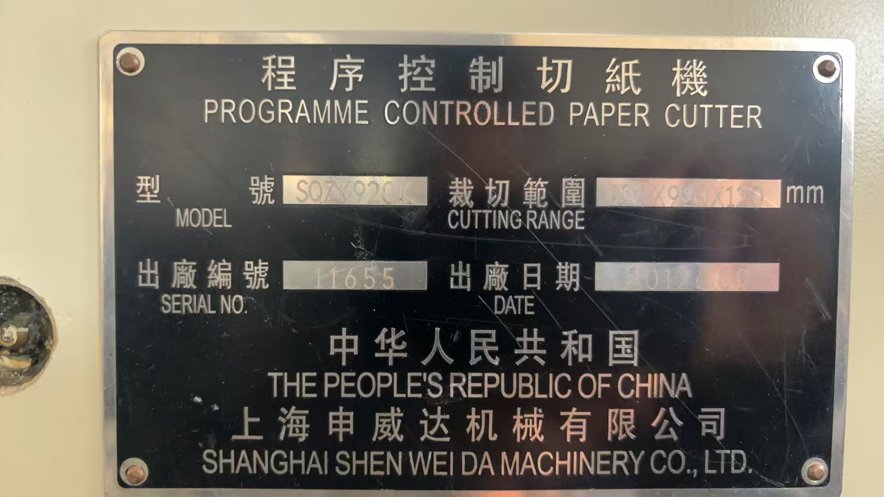 程序控制切紙機
PROGRAMME CONTROLLED PAPER CUTTER
型 號 SQZK920K 裁切範圍 mm
MODEL CUTTING RANGE
出廠編號 11655 出廠日期
SERIAL NO. DATE
中华人民共和国
THE PEOPLE'S REPUBLIC OF CHINA
上海申威达机械有限公司
SHANGHAI SHEN WEI DA MACHINERY CO., LTD.